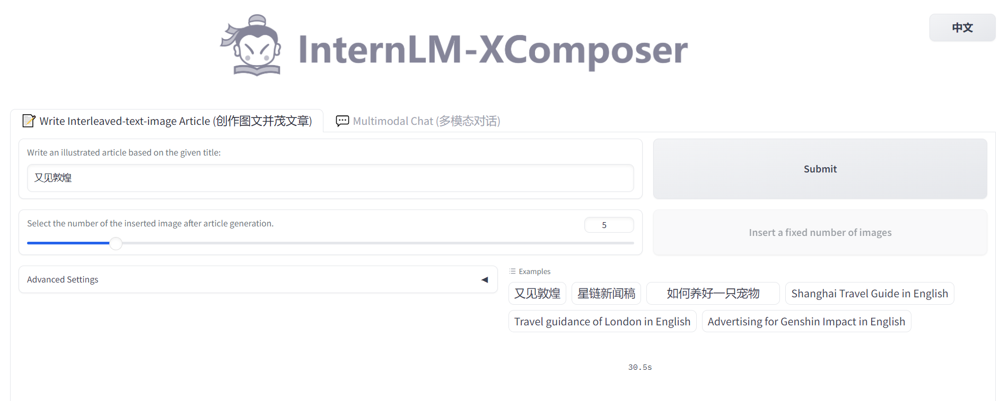 InternLM-XComposer
中文
📝 Write Interleaved-text-image Article (创作图文并茂文章)
💬 Multimodal Chat (多模态对话)
Write an illustrated article based on the given title:
又见敦煌
Submit
Select the number of the inserted image after article generation.
5
Insert a fixed number of images
Advanced Settings
Examples
又见敦煌
星链新闻稿
如何养好一只宠物
Shanghai Travel Guide in English
Travel guidance of London in English
Advertising for Genshin Impact in English
30.5s